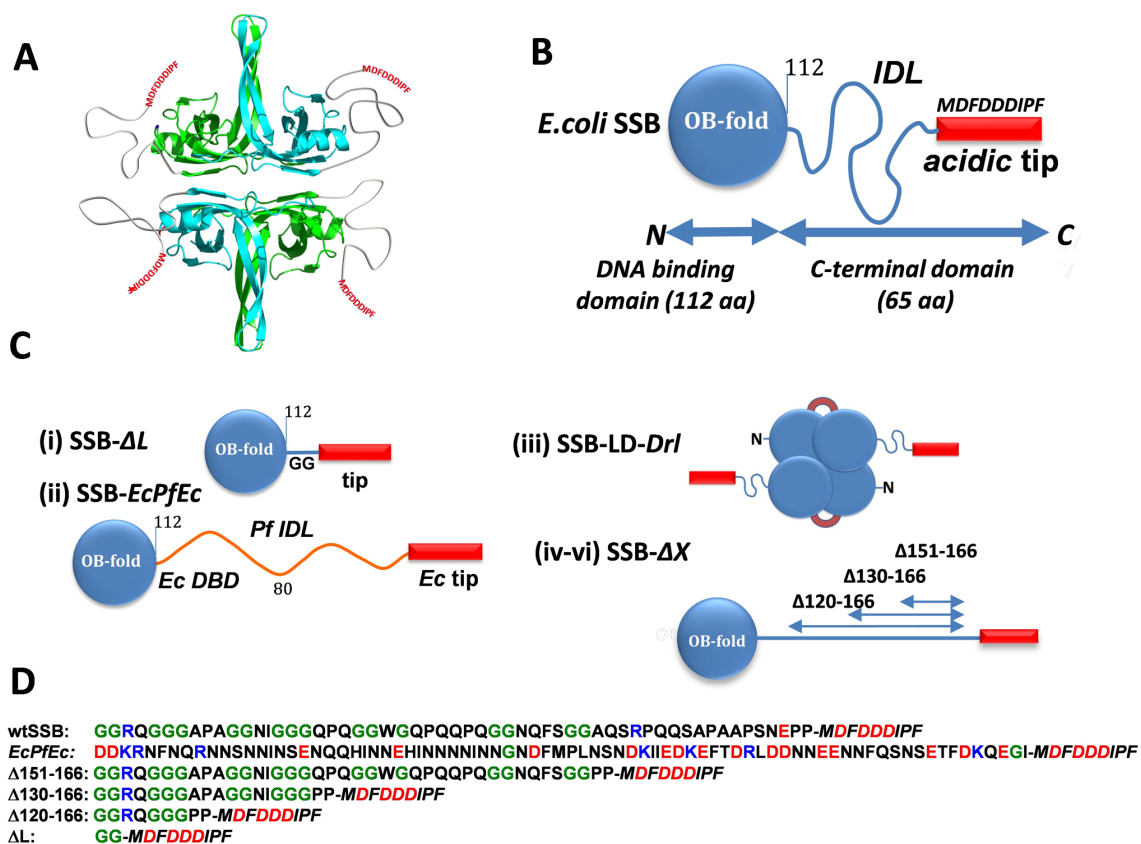 A
MDFDDDIPF
MDFDDDIPF
MDFDDDIPF
MDFDDDIPF
B
112
IDL
E.coli SSB
OB-fold
MDFDDDIPF
acidic tip
N
C
DNA binding
domain (112 aa)
C-terminal domain
(65 aa)
C
(i) SSB-ΔL
OB-fold
112
GG
tip
(ii) SSB-EcPfEc
OB-fold
112
Ec DBD
Pf IDL
80
Ec tip
(iii) SSB-LD-Drl
N
N
(iv-vi) SSB-ΔX
Δ151-166
Δ130-166
Δ120-166
OB-fold
D
wtSSB: GGRQGGGAPAGGNIGGGQPQGGWGQPQQPQGGNQFSGGAQSRPQQSAPAAPSNEPP-MDFDDDIPF
EcPfEc: DDKRNFNQRNNSNNINSENQQHINNEHINNNNINNGNDFMPLNSNDKIIEDKEFTDRLDDNNEENNFQSNSETFDKQEGI-MDFDDDIPF
Δ151-166: GGRQGGGAPAGGNIGGGQPQGGWGQPQQPQGGNQFSGGPP-MDFDDDIPF
Δ130-166: GGRQGGGAPAGGNIGGGPP-MDFDDDIPF
Δ120-166: GGRQGGGPP-MDFDDDIPF
ΔL: GG-MDFDDDIPF